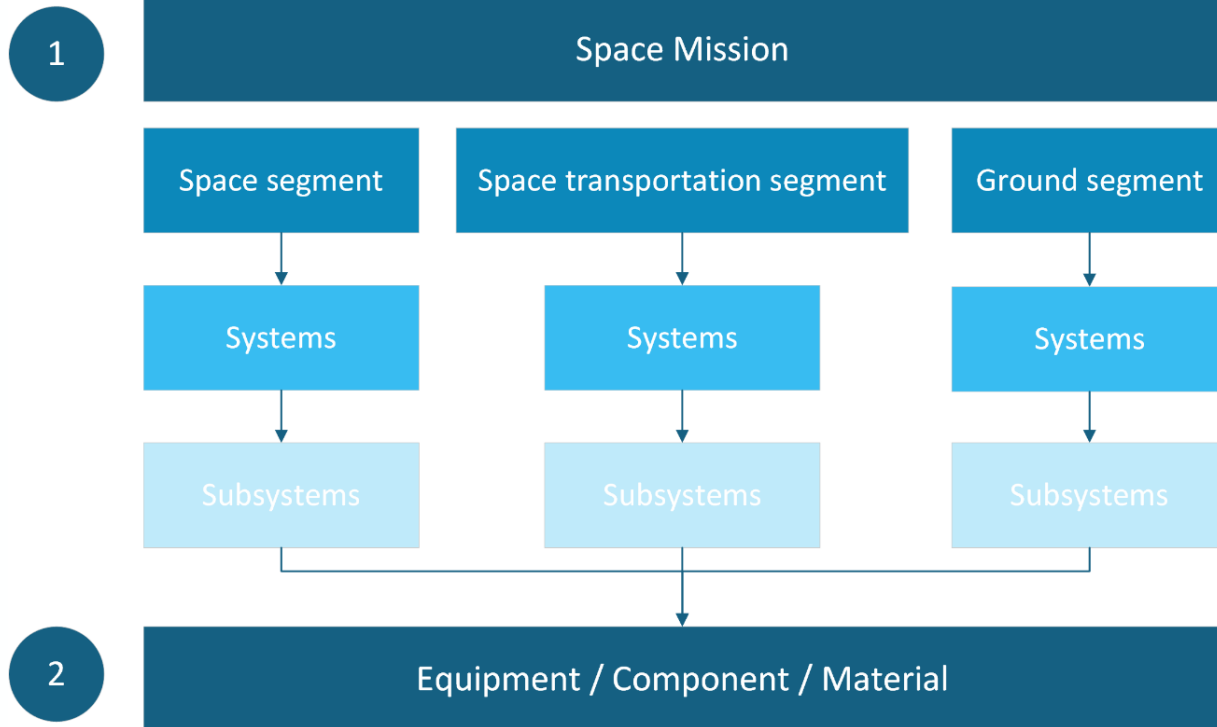 1
Space Mission
Space segment
Space transportation segment
Ground segment
Systems
Systems
Systems
Subsystems
Subsystems
Subsystems
2
Equipment / Component / Material